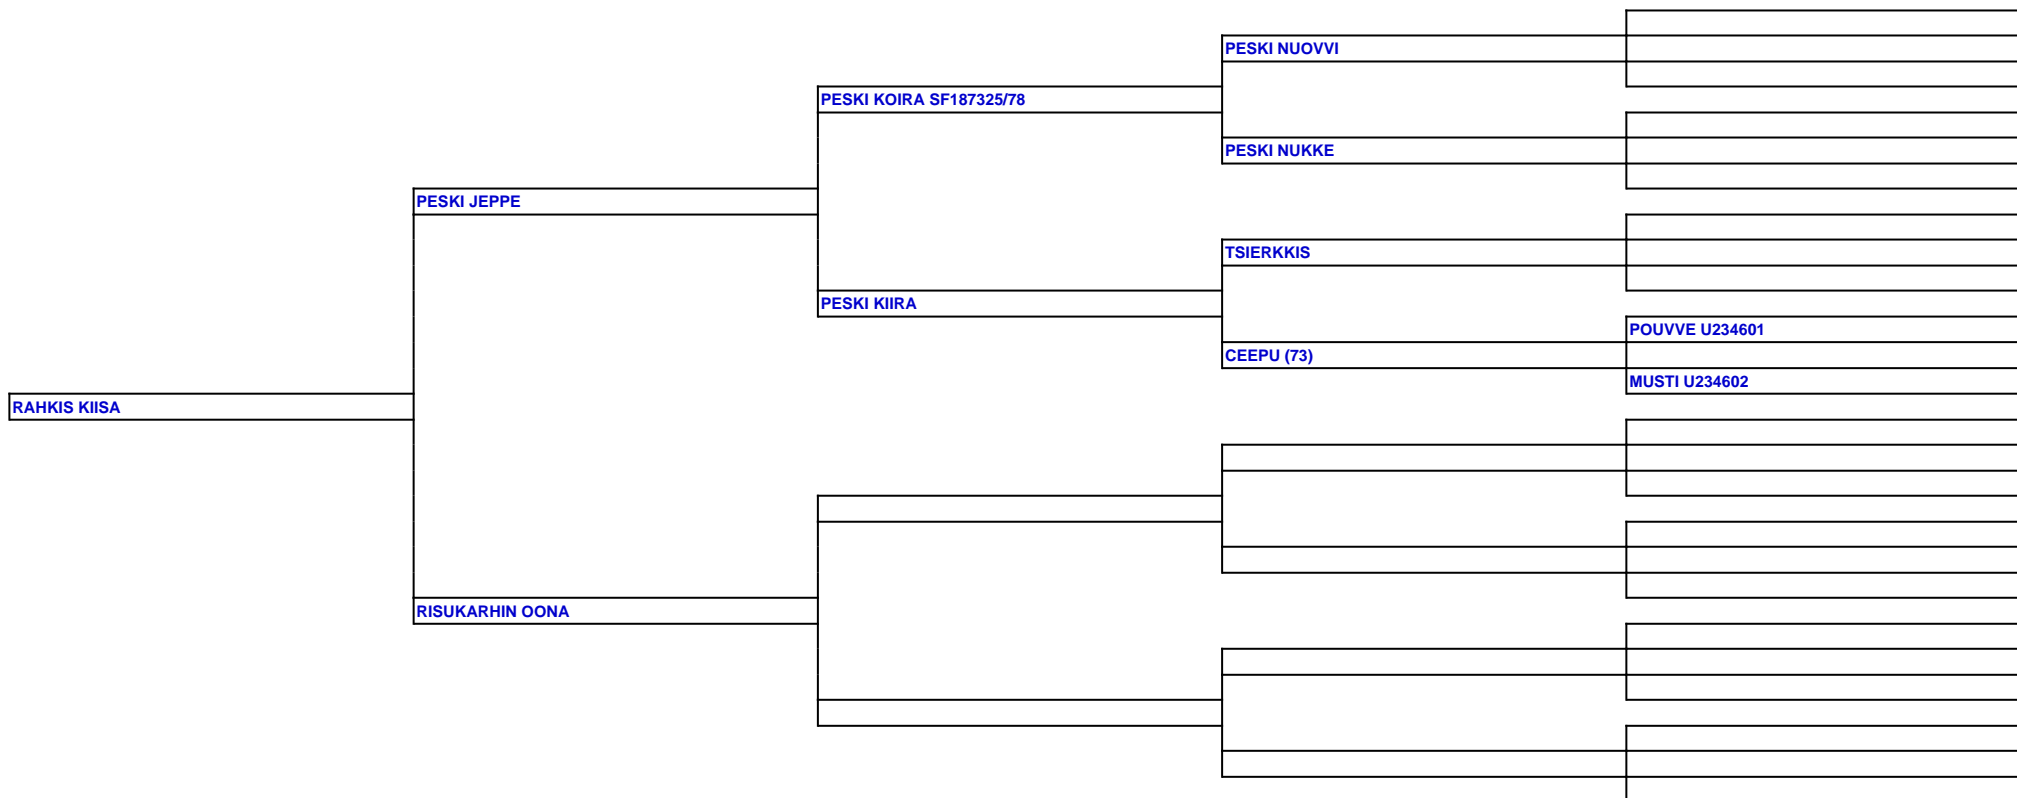 PESKI NUOVVI
PESKI KOIRA SF187325/78
PESKI NUKKE
PESKI JEPPE
TSIERKKIS
PESKI KIIRA
POUVVE U234601
CEEPU (73)
MUSTI U234602
RAHKIS KIISA
RISUKARHIN OONA